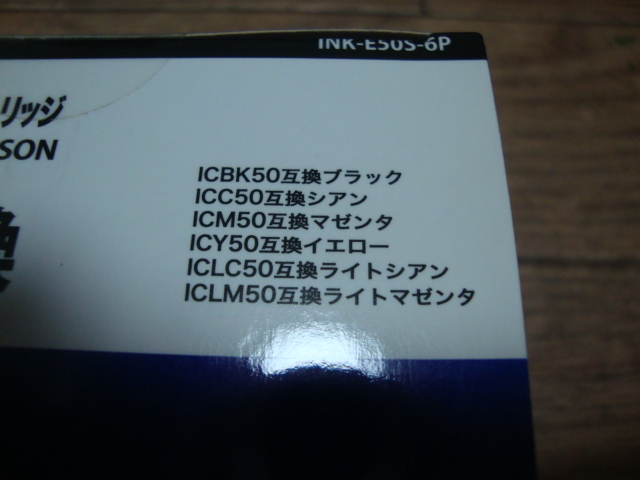 INK-E50S-6P
リッジ
SON
換
ICBK50互換ブラック
ICC50互換シアン
ICM50互換マゼンタ
ICY50互換イエロー
ICLC50互換ライトシアン
ICLM50互換ライトマゼンタ